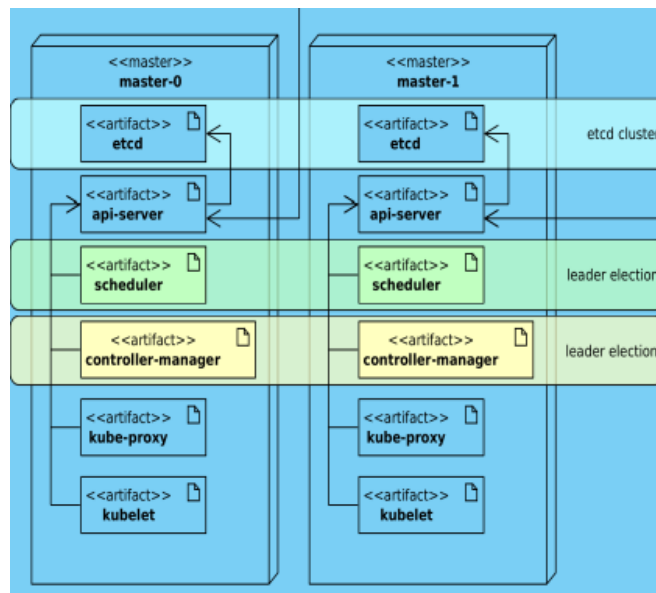 <<master>>
master-0
<<artifact>>
etcd
<<artifact>>
api-server
<<artifact>>
scheduler
<<artifact>>
controller-manager
<<artifact>>
kube-proxy
<<artifact>>
kubelet
<<master>>
master-1
<<artifact>>
etcd
<<artifact>>
api-server
<<artifact>>
scheduler
<<artifact>>
controller-manager
<<artifact>>
kube-proxy
<<artifact>>
kubelet
etcd cluster
leader election
leader election